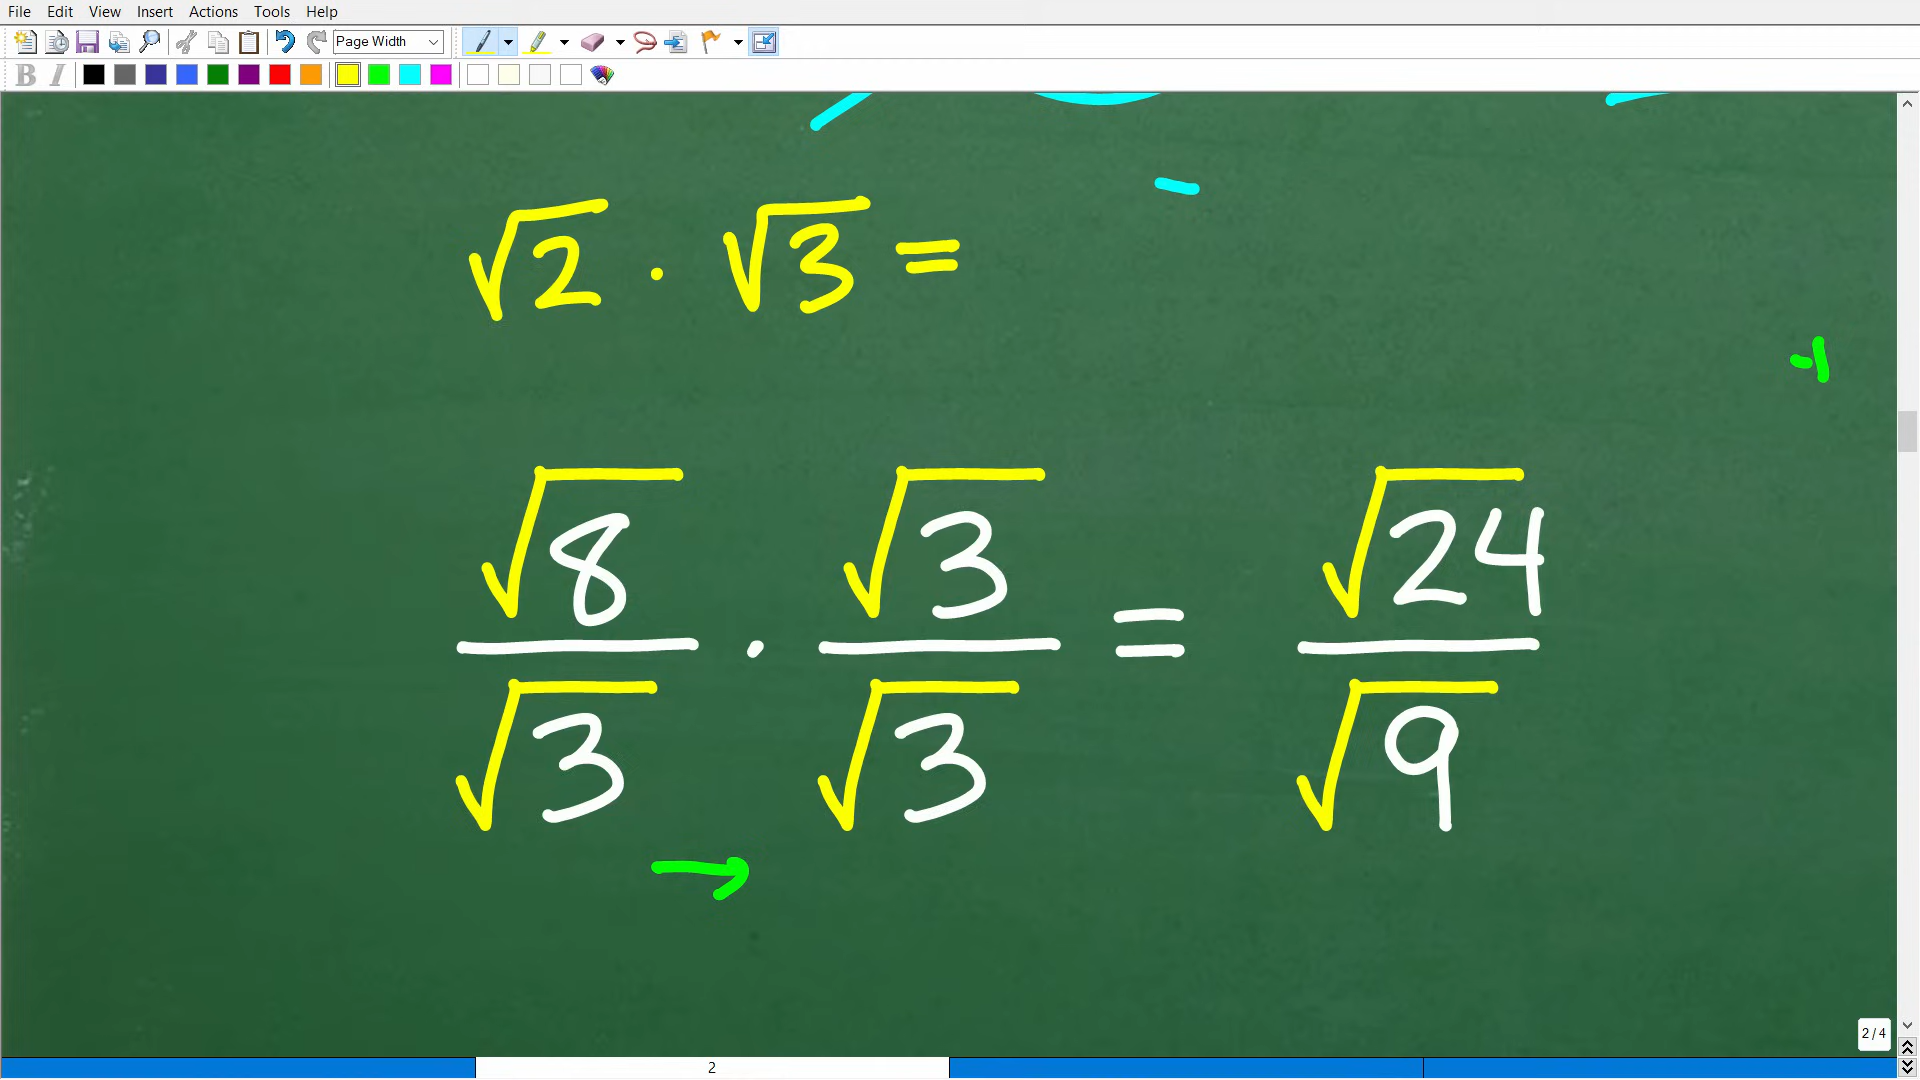 File Edit View Insert Actions Tools Help
Page Width
B I
√2 · √3 =
√8/√3 · √3/√3 = √24/√9
2 / 4
2